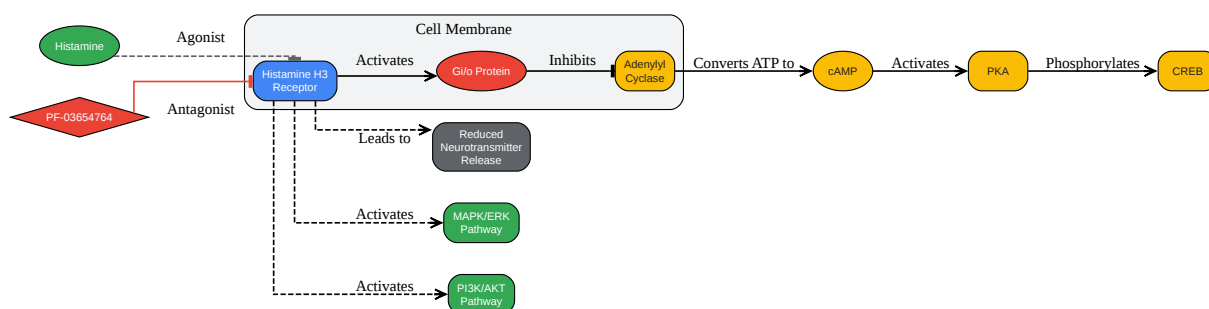 Cell Membrane
Histamine
Agonist
Histamine H3
Receptor
Activates
Gi/o Protein
Inhibits
Adenylyl
Cyclase
Converts ATP to
cAMP
Activates
PKA
Phosphorylates
CREB
PF-03654764
Antagonist
Leads to
Reduced
Neurotransmitter
Release
Activates
MAPK/ERK
Pathway
Activates
PI3K/AKT
Pathway